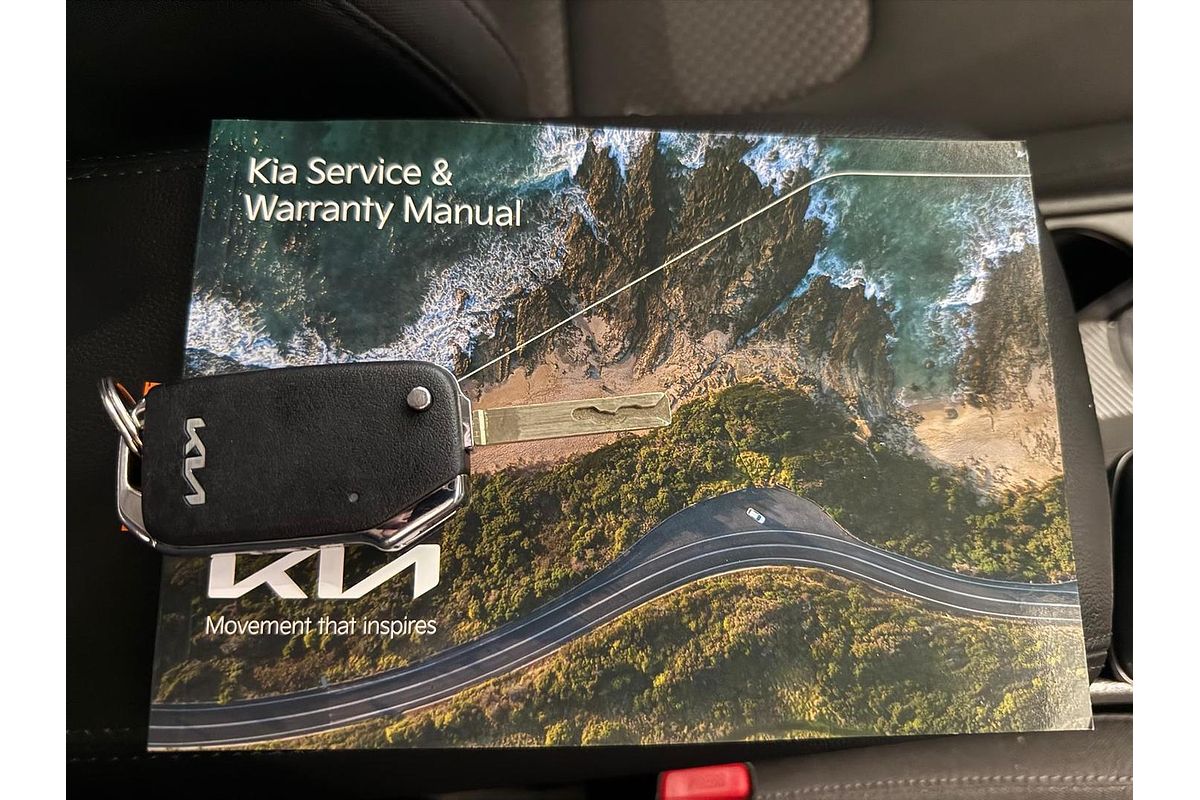 Kia Service &
Warranty Manual
KIA
KIA
Movement that inspires